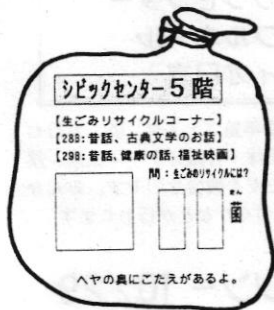 シビックセンター5階
【生ごみリサイクルコーナー】
【28日:昔話、古典文学のお話】
【29日:昔話、健康の話、福祉映画】
問:生ごみのリサイクルには?
きん
菌
ヘヤの奥にこたえがあるよ。